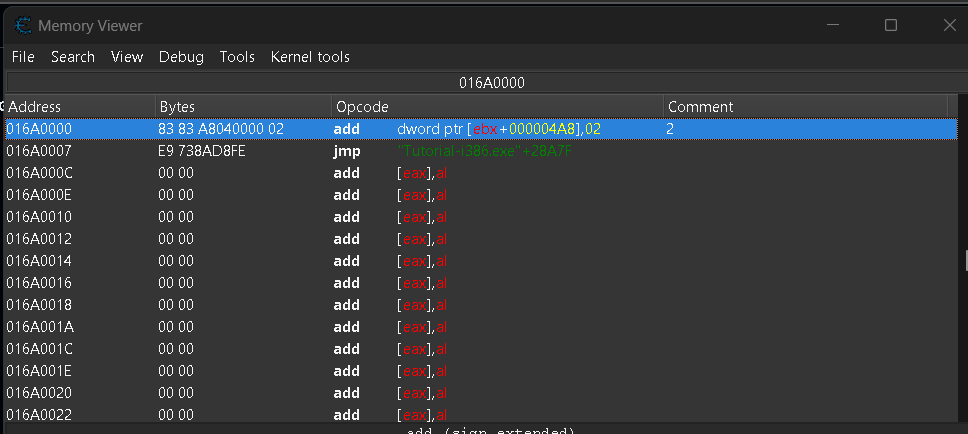 Memory Viewer
File Search View Debug Tools Kernel tools
016A0000
Address Bytes Opcode Comment
016A0000 83 83 A8040000 02 add dword ptr [ebx+000004A8],02 2
016A0007 E9 738AD8FE jmp "Tutorial-i386.exe"+28A7F
016A000C 00 00 add [eax],al
016A000E 00 00 add [eax],al
016A0010 00 00 add [eax],al
016A0012 00 00 add [eax],al
016A0014 00 00 add [eax],al
016A0016 00 00 add [eax],al
016A0018 00 00 add [eax],al
016A001A 00 00 add [eax],al
016A001C 00 00 add [eax],al
016A001E 00 00 add [eax],al
016A0020 00 00 add [eax],al
016A0022 00 00 add [eax],al
add (sign extended)